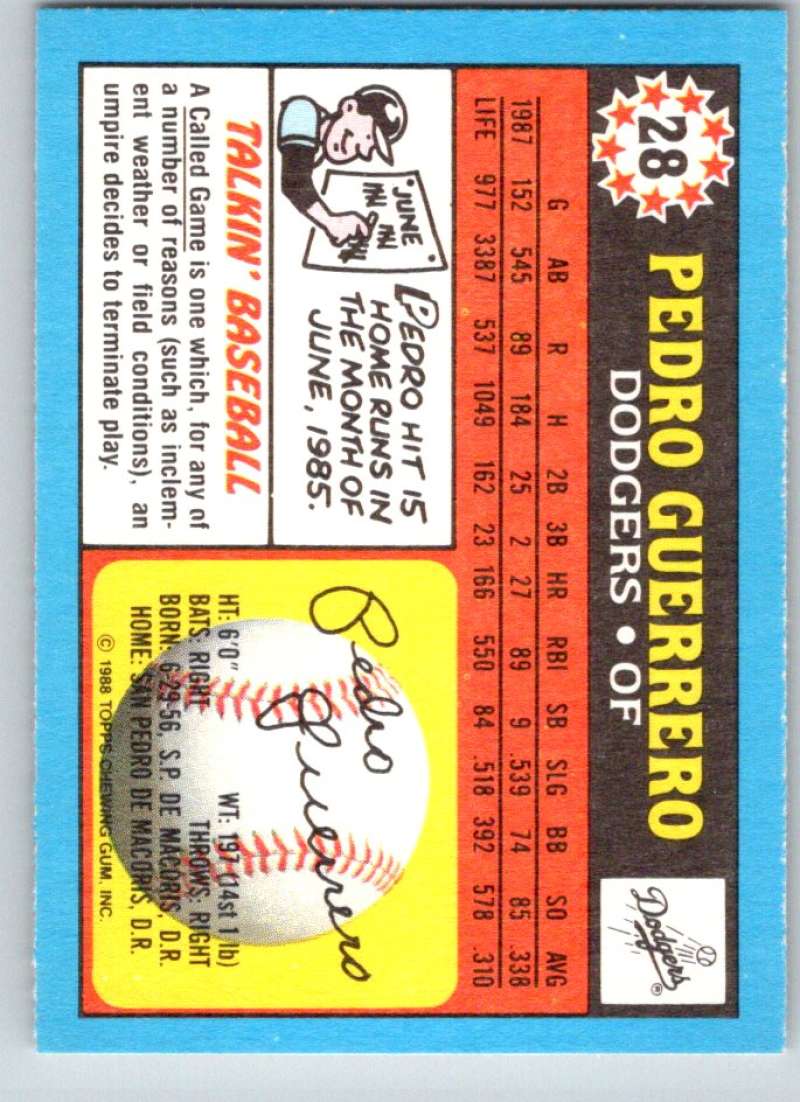 28
PEDRO GUERRERO
DODGERS • OF
Dodgers
®
G AB R H 2B 3B HR RBI SB SLG BB SO AVG
1987 152 545 89 184 25 2 27 89 9 .539 74 85 .338
LIFE 977 3387 537 1049 162 23 166 550 84 .518 392 578 .310
JUNE
PEDRO HIT 15
HOME RUNS IN
THE MONTH OF
JUNE, 1985.
TALKIN' BASEBALL
A Called Game is one which, for any of
a number of reasons (such as inclem-
ent weather or field conditions), an
umpire decides to terminate play.
Pedro Guerrero
HT: 6'0" WT: 197 (14st 1 lb)
BATS: RIGHT THROWS: RIGHT
BORN: 6-29-56, S.P. DE MACORIS, D.R.
HOME: SAN PEDRO DE MACORIS, D.R.
© 1988 TOPPS CHEWING GUM, INC.